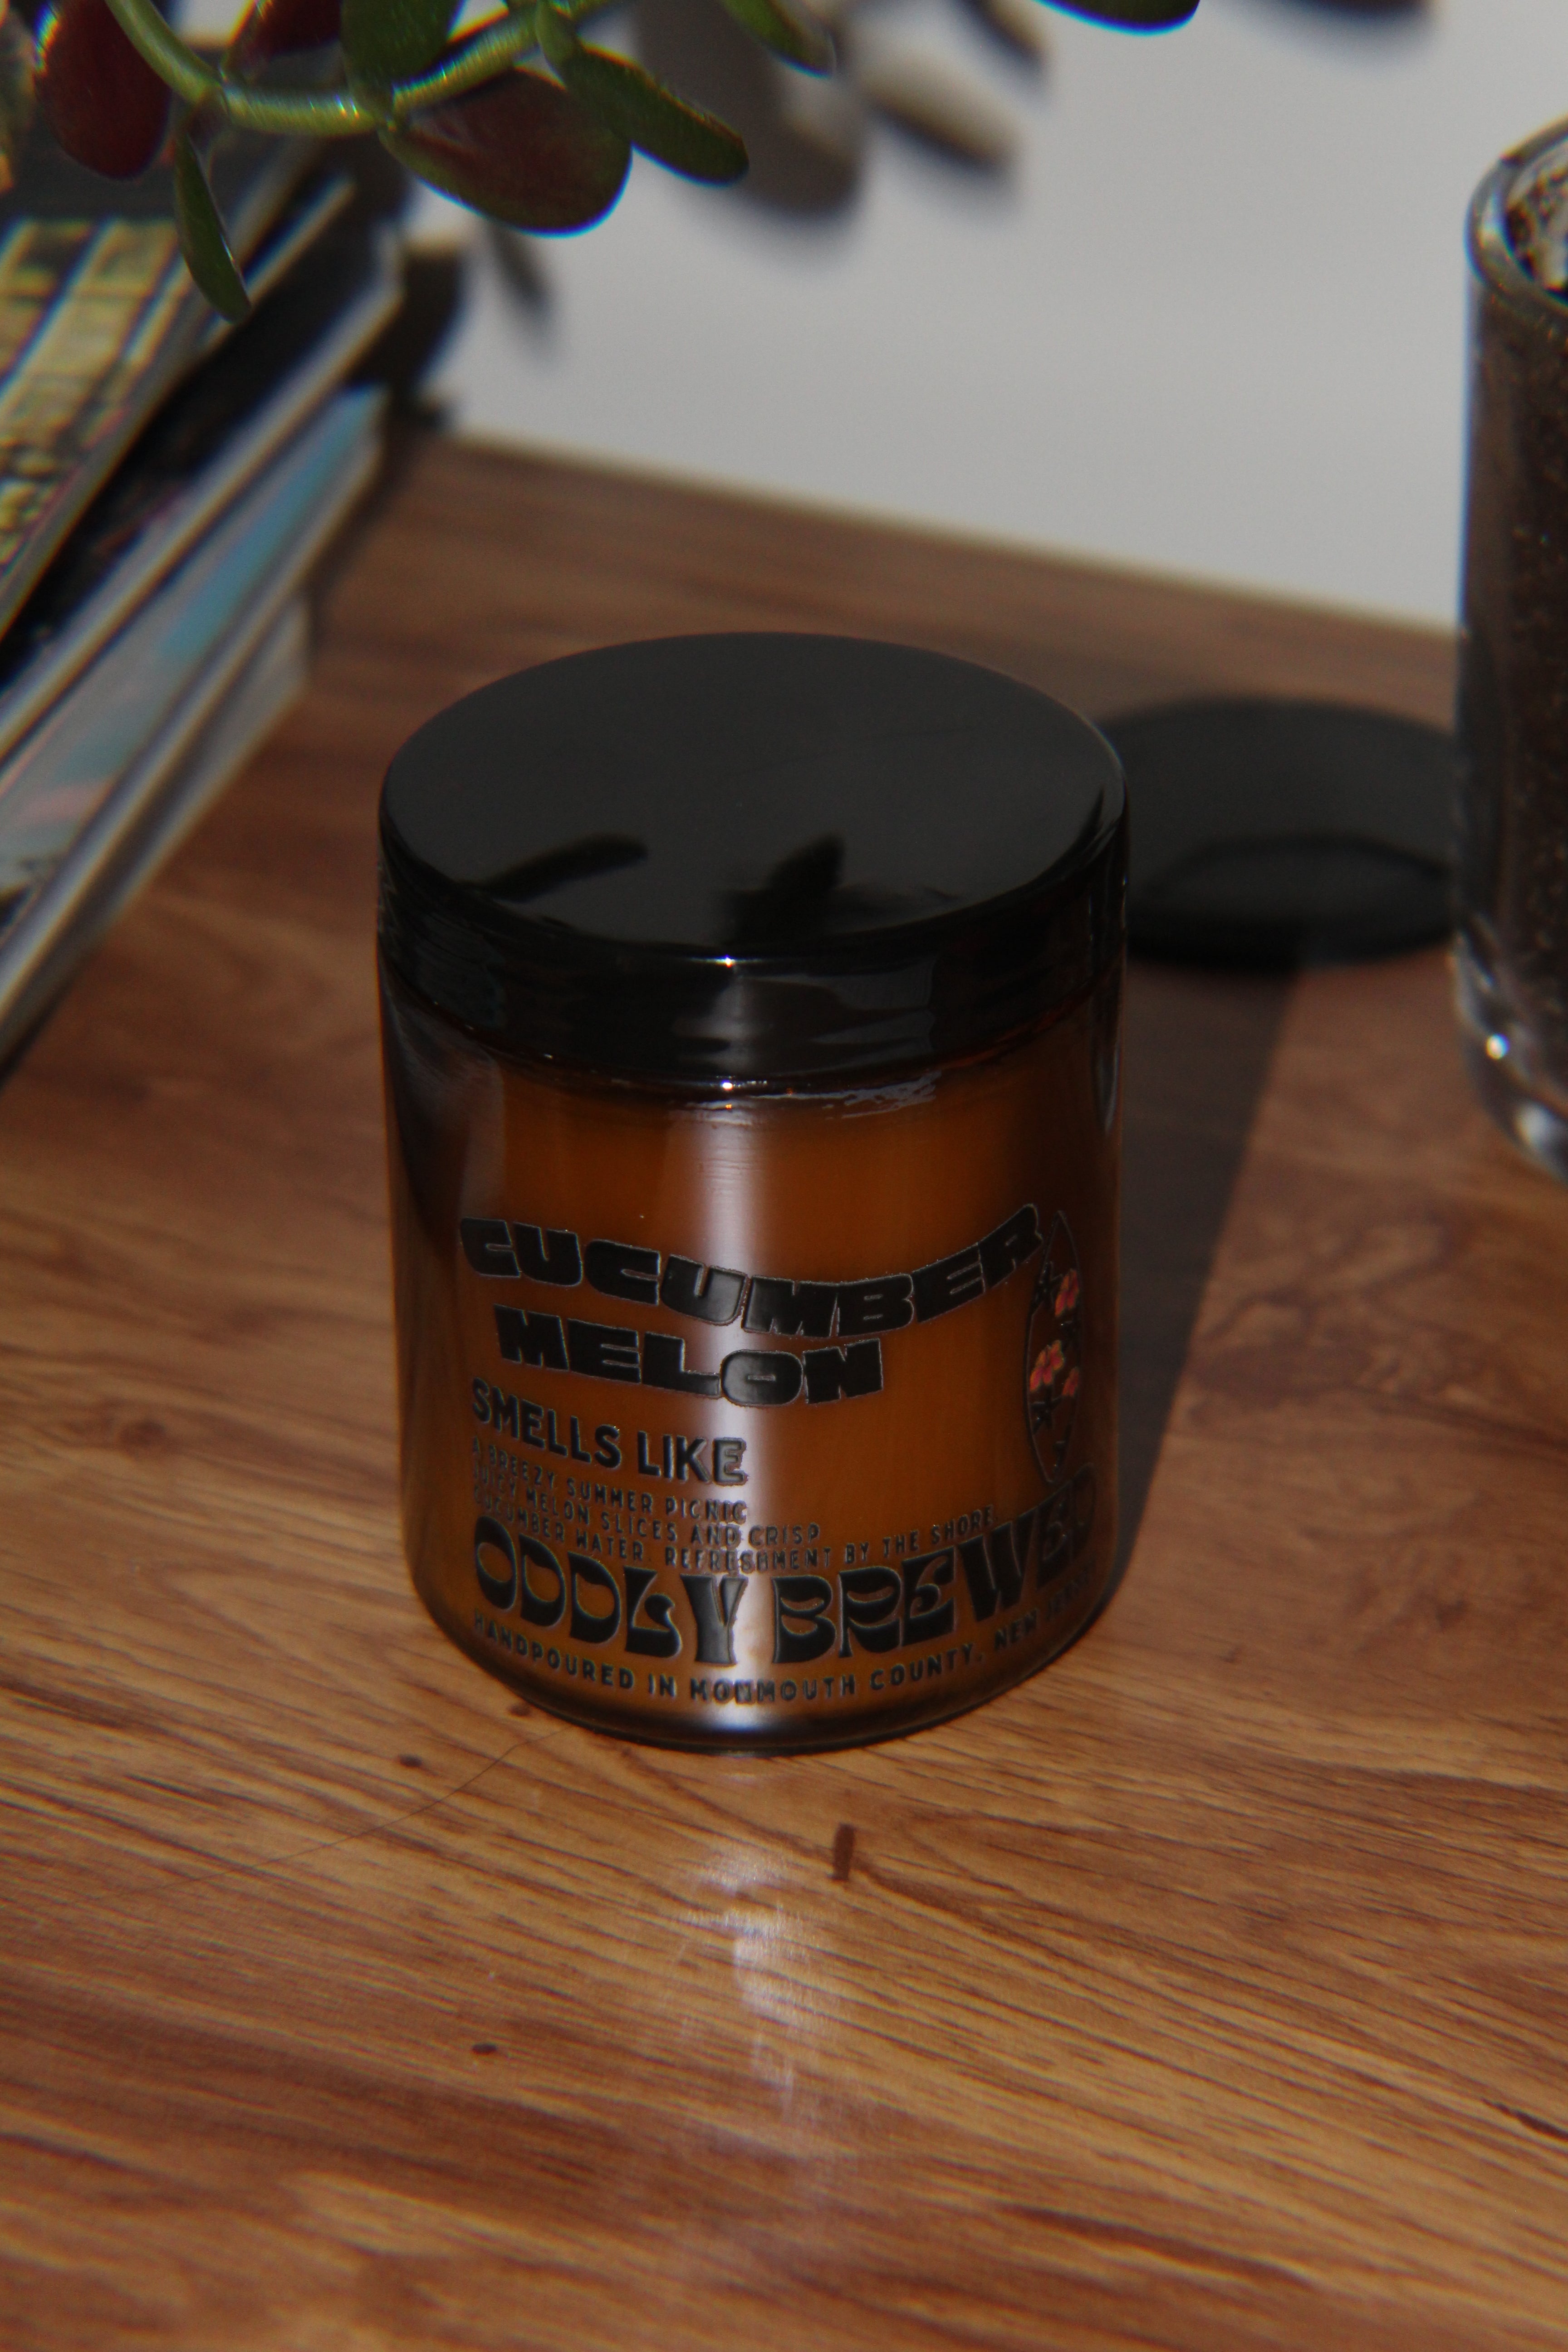 CUCUMBER
MELON
SMELLS LIKE
A BREEZY SUMMER PICNIC
JUICY MELON SLICES AND CRISP
CUCUMBER WATER. REFRESHMENT BY THE SHORE.
ODDLY BREWED
HANDPOURED IN MONMOUTH COUNTY, NEW